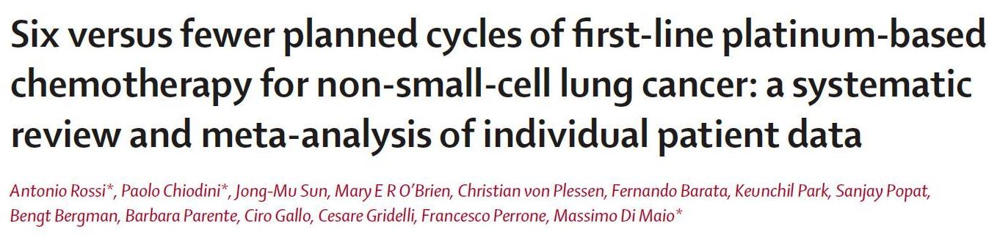 Six versus fewer planned cycles of first-line platinum-based
chemotherapy for non-small-cell lung cancer: a systematic
review and meta-analysis of individual patient data
Antonio Rossi*, Paolo Chiodini*, Jong-Mu Sun, Mary E R O’Brien, Christian von Plessen, Fernando Barata, Keunchil Park, Sanjay Popat,
Bengt Bergman, Barbara Parente, Ciro Gallo, Cesare Gridelli, Francesco Perrone, Massimo Di Maio*